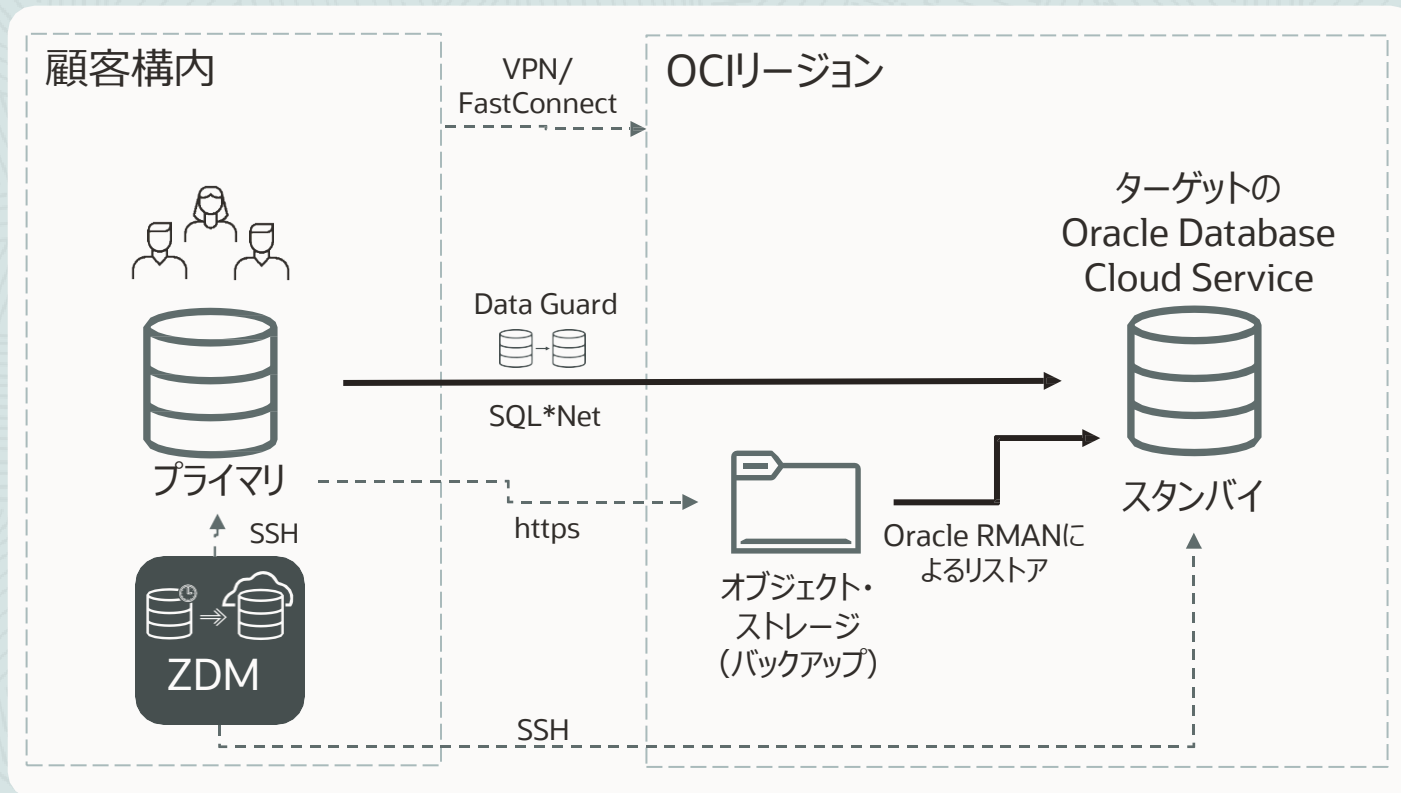 顧客構内
VPN/
FastConnect
OCIリージョン
ターゲットの
Oracle Database
Cloud Service
Data Guard
SQL*Net
プライマリ
スタンバイ
https
SSH
Oracle RMANに
よるリストア
オブジェクト・
ストレージ
（バックアップ）
ZDM
SSH